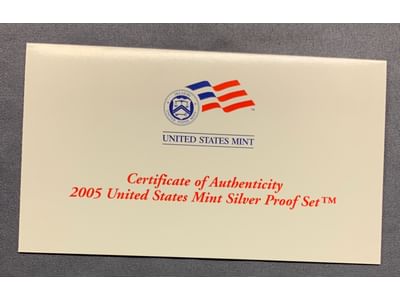 UNITED STATES MINT
Certificate of Authenticity
2005 United States Mint Silver Proof Set™